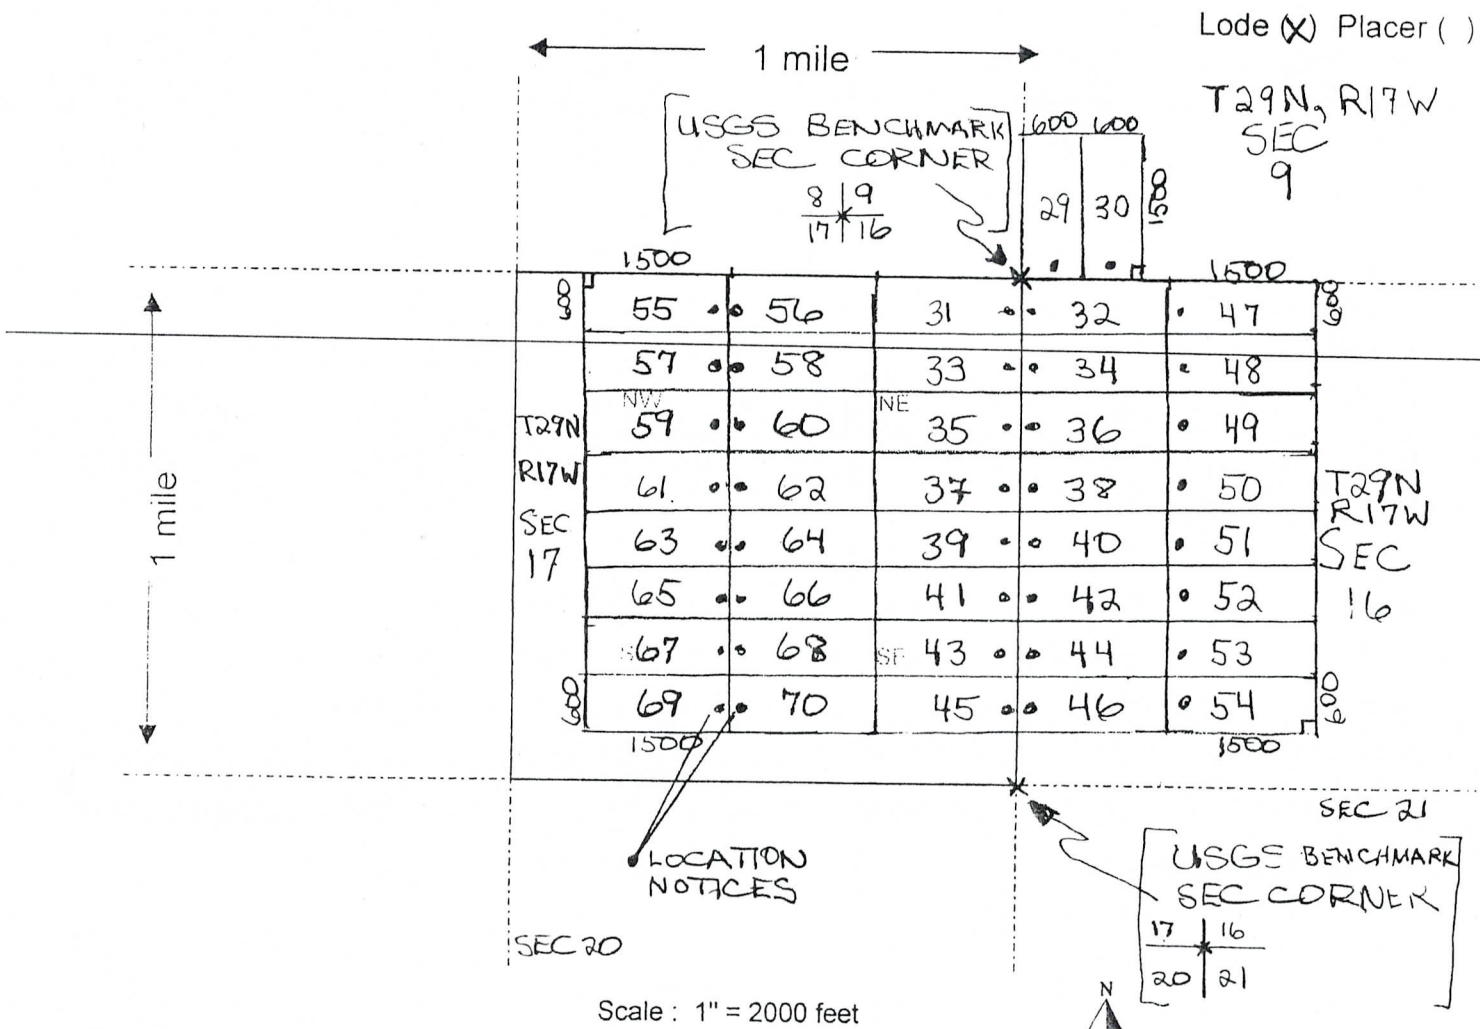 Lode (X) Placer ( )
1 mile
T29N, R17W
SEC
9
USGS BENCHMARK
SEC CORNER
8 9
17 16
600 600
29 30
1500
1500
1500
600 55 56 31 32 47 600
57 58 33 34 48
NW NE
59 60 35 36 49
T29N
R17W
SEC
17
61. 62 37 38 50
63 64 39 40 51
65 66 41 42 52
67 68 43 44 53
600 69 70 45 46 54 600
1500
1500
T29N
R17W
SEC
16
1 mile
SEC 21
LOCATION
NOTICES
USGS BENCHMARK
SEC CORNER
17 16
20 21
SEC 20
N
Scale : 1" = 2000 feet